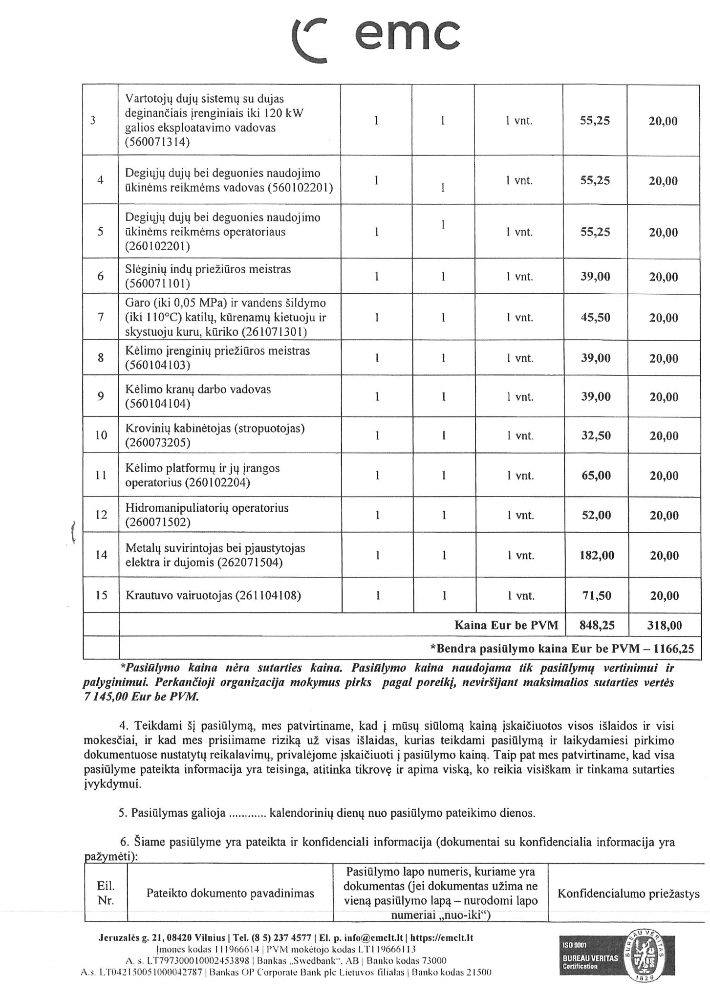 emc
3
Vartotojų dujų sistemų su dujas
deginančiais įrenginiais iki 120 kW
galios eksploatavimo vadovas
(560071314)
1 1 1 vnt. 55,25 20,00
4
Degiųjų dujų bei deguonies naudojimo
ūkinėms reikmėms vadovas (560102201)
1 1 1 vnt. 55,25 20,00
5
Degiųjų dujų bei deguonies naudojimo
ūkinėms reikmėms operatoriaus
(260102201)
1 1 1 vnt. 55,25 20,00
6
Slėginių indų priežiūros meistras
(560071101)
1 1 1 vnt. 39,00 20,00
7
Garo (iki 0,05 MPa) ir vandens šildymo
(iki 110°C) katilų, kūrenamų kietuoju ir
skystuoju kuru, kūriko (261071301)
1 1 1 vnt. 45,50 20,00
8
Kėlimo įrenginių priežiūros meistras
(560104103)
1 1 1 vnt. 39,00 20,00
9
Kėlimo kranų darbo vadovas
(560104104)
1 1 1 vnt. 39,00 20,00
10
Krovinių kabinėtojas (stropuotojas)
(260073205)
1 1 1 vnt. 32,50 20,00
11
Kėlimo platformų ir jų įrangos
operatorius (260102204)
1 1 1 vnt. 65,00 20,00
12
Hidromanipuliatorių operatorius
(260071502)
1 1 1 vnt. 52,00 20,00
14
Metalų suvirintojas bei pjaustytojas
elektra ir dujomis (262071504)
1 1 1 vnt. 182,00 20,00
15 Krautuvo vairuotojas (261104108) 1 1 1 vnt. 71,50 20,00
Kaina Eur be PVM 848,25 318,00
*Bendra pasiūlymo kaina Eur be PVM – 1166,25
*Pasiūlymo kaina nėra sutarties kaina. Pasiūlymo kaina naudojama tik pasiūlymų vertinimui ir
palyginimui. Perkančioji organizacija mokymus pirks pagal poreikį, neviršijant maksimalios sutarties vertės
7 145,00 Eur be PVM.
4. Teikdami šį pasiūlymą, mes patvirtiname, kad į mūsų siūlomą kainą įskaičiuotos visos išlaidos ir visi
mokesčiai, ir kad mes prisiimame riziką už visas išlaidas, kurias teikdami pasiūlymą ir laikydamiesi pirkimo
dokumentuose nustatytų reikalavimų, privalėjome įskaičiuoti į pasiūlymo kainą. Taip pat mes patvirtiname, kad visa
pasiūlyme pateikta informacija yra teisinga, atitinka tikrovę ir apima viską, ko reikia visiškam ir tinkama sutarties
įvykdymui.
5. Pasiūlymas galioja ............ kalendorinių dienų nuo pasiūlymo pateikimo dienos.
6. Šiame pasiūlyme yra pateikta ir konfidenciali informacija (dokumentai su konfidencialia informacija yra
pažymėti):
Eil.
Nr.
Pateikto dokumento pavadinimas
Pasiūlymo lapo numeris, kuriame yra
dokumentas (jei dokumentas užima ne
vieną pasiūlymo lapą – nurodomi lapo
numeriai „nuo-iki“)
Konfidencialumo priežastys
Jeruzalės g. 21, 08420 Vilnius | Tel. (8 5) 237 4577 | El. p. info@emclt.lt | https://emclt.lt
Įmonės kodas 111966614 | PVM mokėtojo kodas LT119666113
A. s. LT797300010002453898 | Bankas „Swedbank“, AB | Banko kodas 73000
A.s. LT042150051000042787 | Bankas OP Corporate Bank plc Lietuvos filialas | Banko kodas 21500
ISO 9001
BUREAU VERITAS
Certification
BUREAU VERITAS
1828